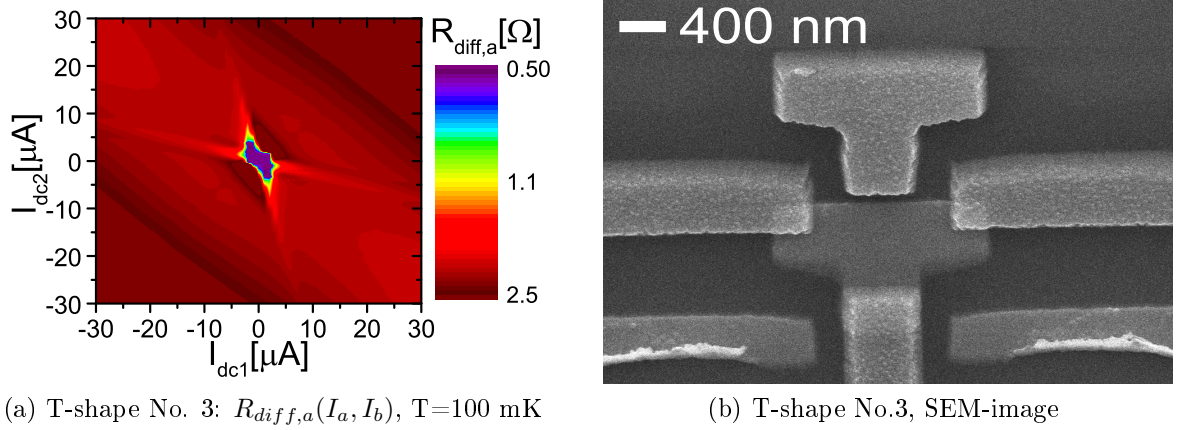 30
20
10
0
-10
-20
-30
I_dc2[μA]
-30 -20 -10 0 10 20 30
I_dc1[μA]
R_diff,a[Ω]
0.50
1.1
2.5
400 nm
(a) T-shape No. 3: R_{diff,a}(I_a, I_b), T=100 mK
(b) T-shape No.3, SEM-image